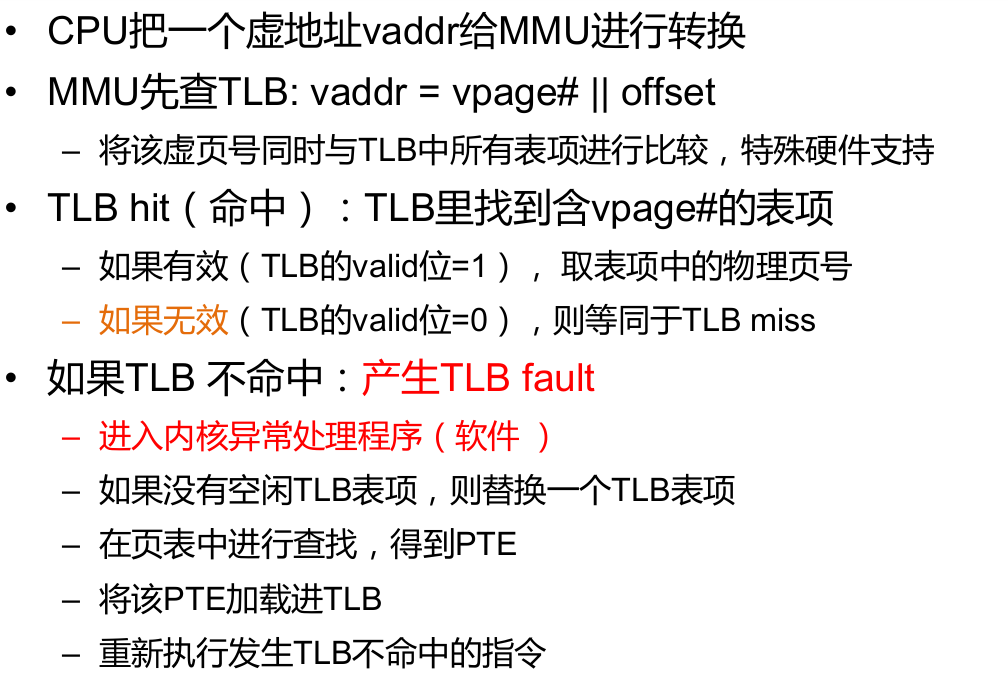 • CPU把一个虚地址vaddr给MMU进行转换
• MMU先查TLB: vaddr = vpage# || offset
– 将该虚页号同时与TLB中所有表项进行比较，特殊硬件支持
• TLB hit（命中）：TLB里找到含vpage#的表项
– 如果有效（TLB的valid位=1）， 取表项中的物理页号
– 如果无效（TLB的valid位=0），则等同于TLB miss
• 如果TLB 不命中：产生TLB fault
– 进入内核异常处理程序（软件 ）
– 如果没有空闲TLB表项，则替换一个TLB表项
– 在页表中进行查找，得到PTE
– 将该PTE加载进TLB
– 重新执行发生TLB不命中的指令